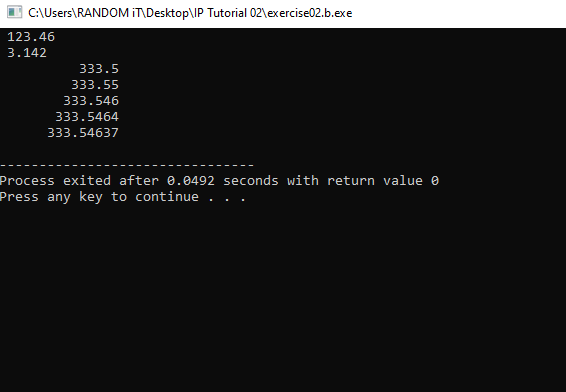 C:\Users\RANDOM iT\Desktop\IP Tutorial 02\exercise02.b.exe
123.46
3.142
333.5
333.55
333.546
333.5464
333.54637
--------------------------------
Process exited after 0.0492 seconds with return value 0
Press any key to continue . . .